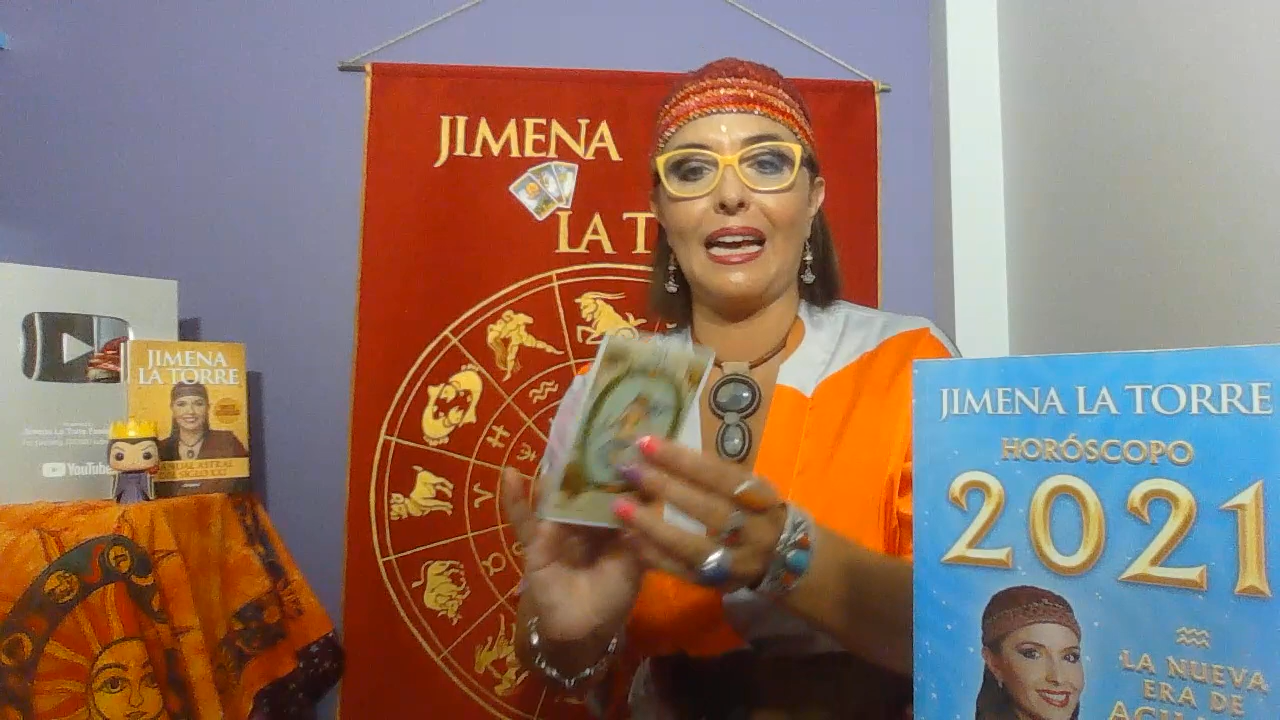 JIMENA
LA T
JIMENA
LA TORRE
YouTube
JIMENA LA TORRE
HORÓSCOPO
2021
LA NUEVA
ERA DE